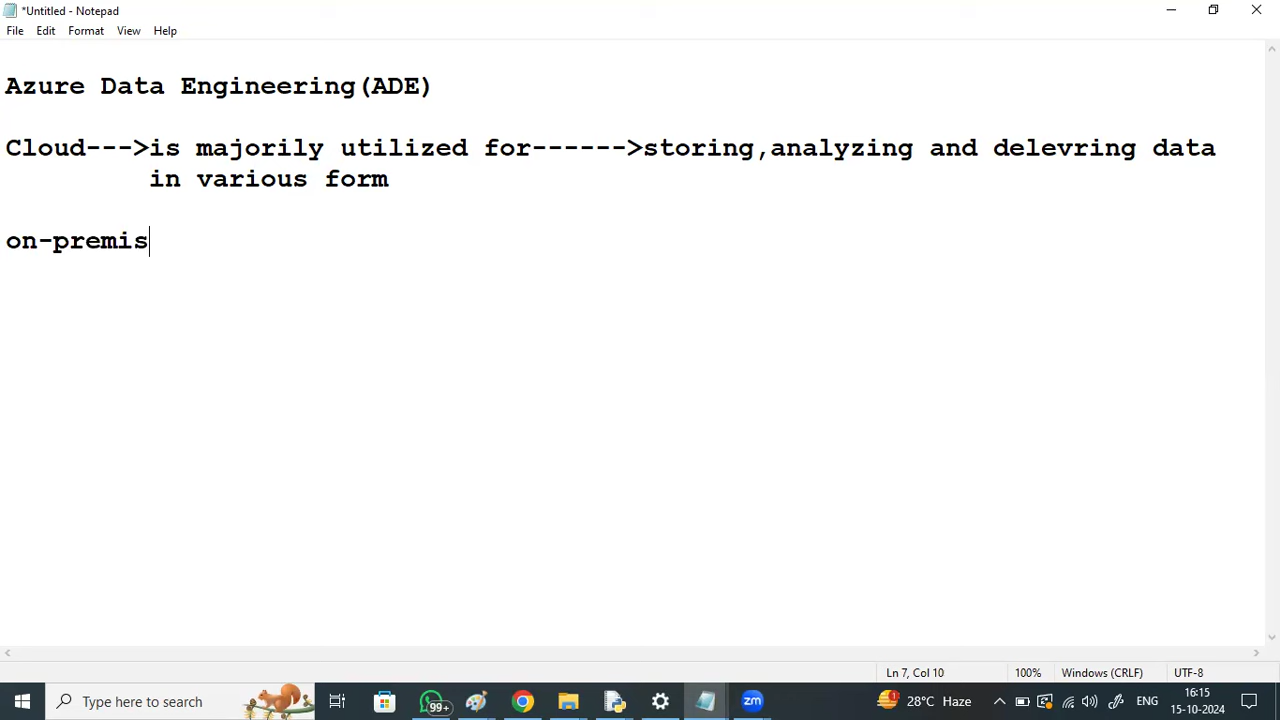 *Untitled - Notepad
File Edit Format View Help
Azure Data Engineering(ADE)
Cloud--->is majorily utilized for------>storing,analyzing and delevring data
in various form
on-premis
Ln 7, Col 10 100% Windows (CRLF) UTF-8
Type here to search 99+ zm 1 28°C Haze ENG 16:15
15-10-2024